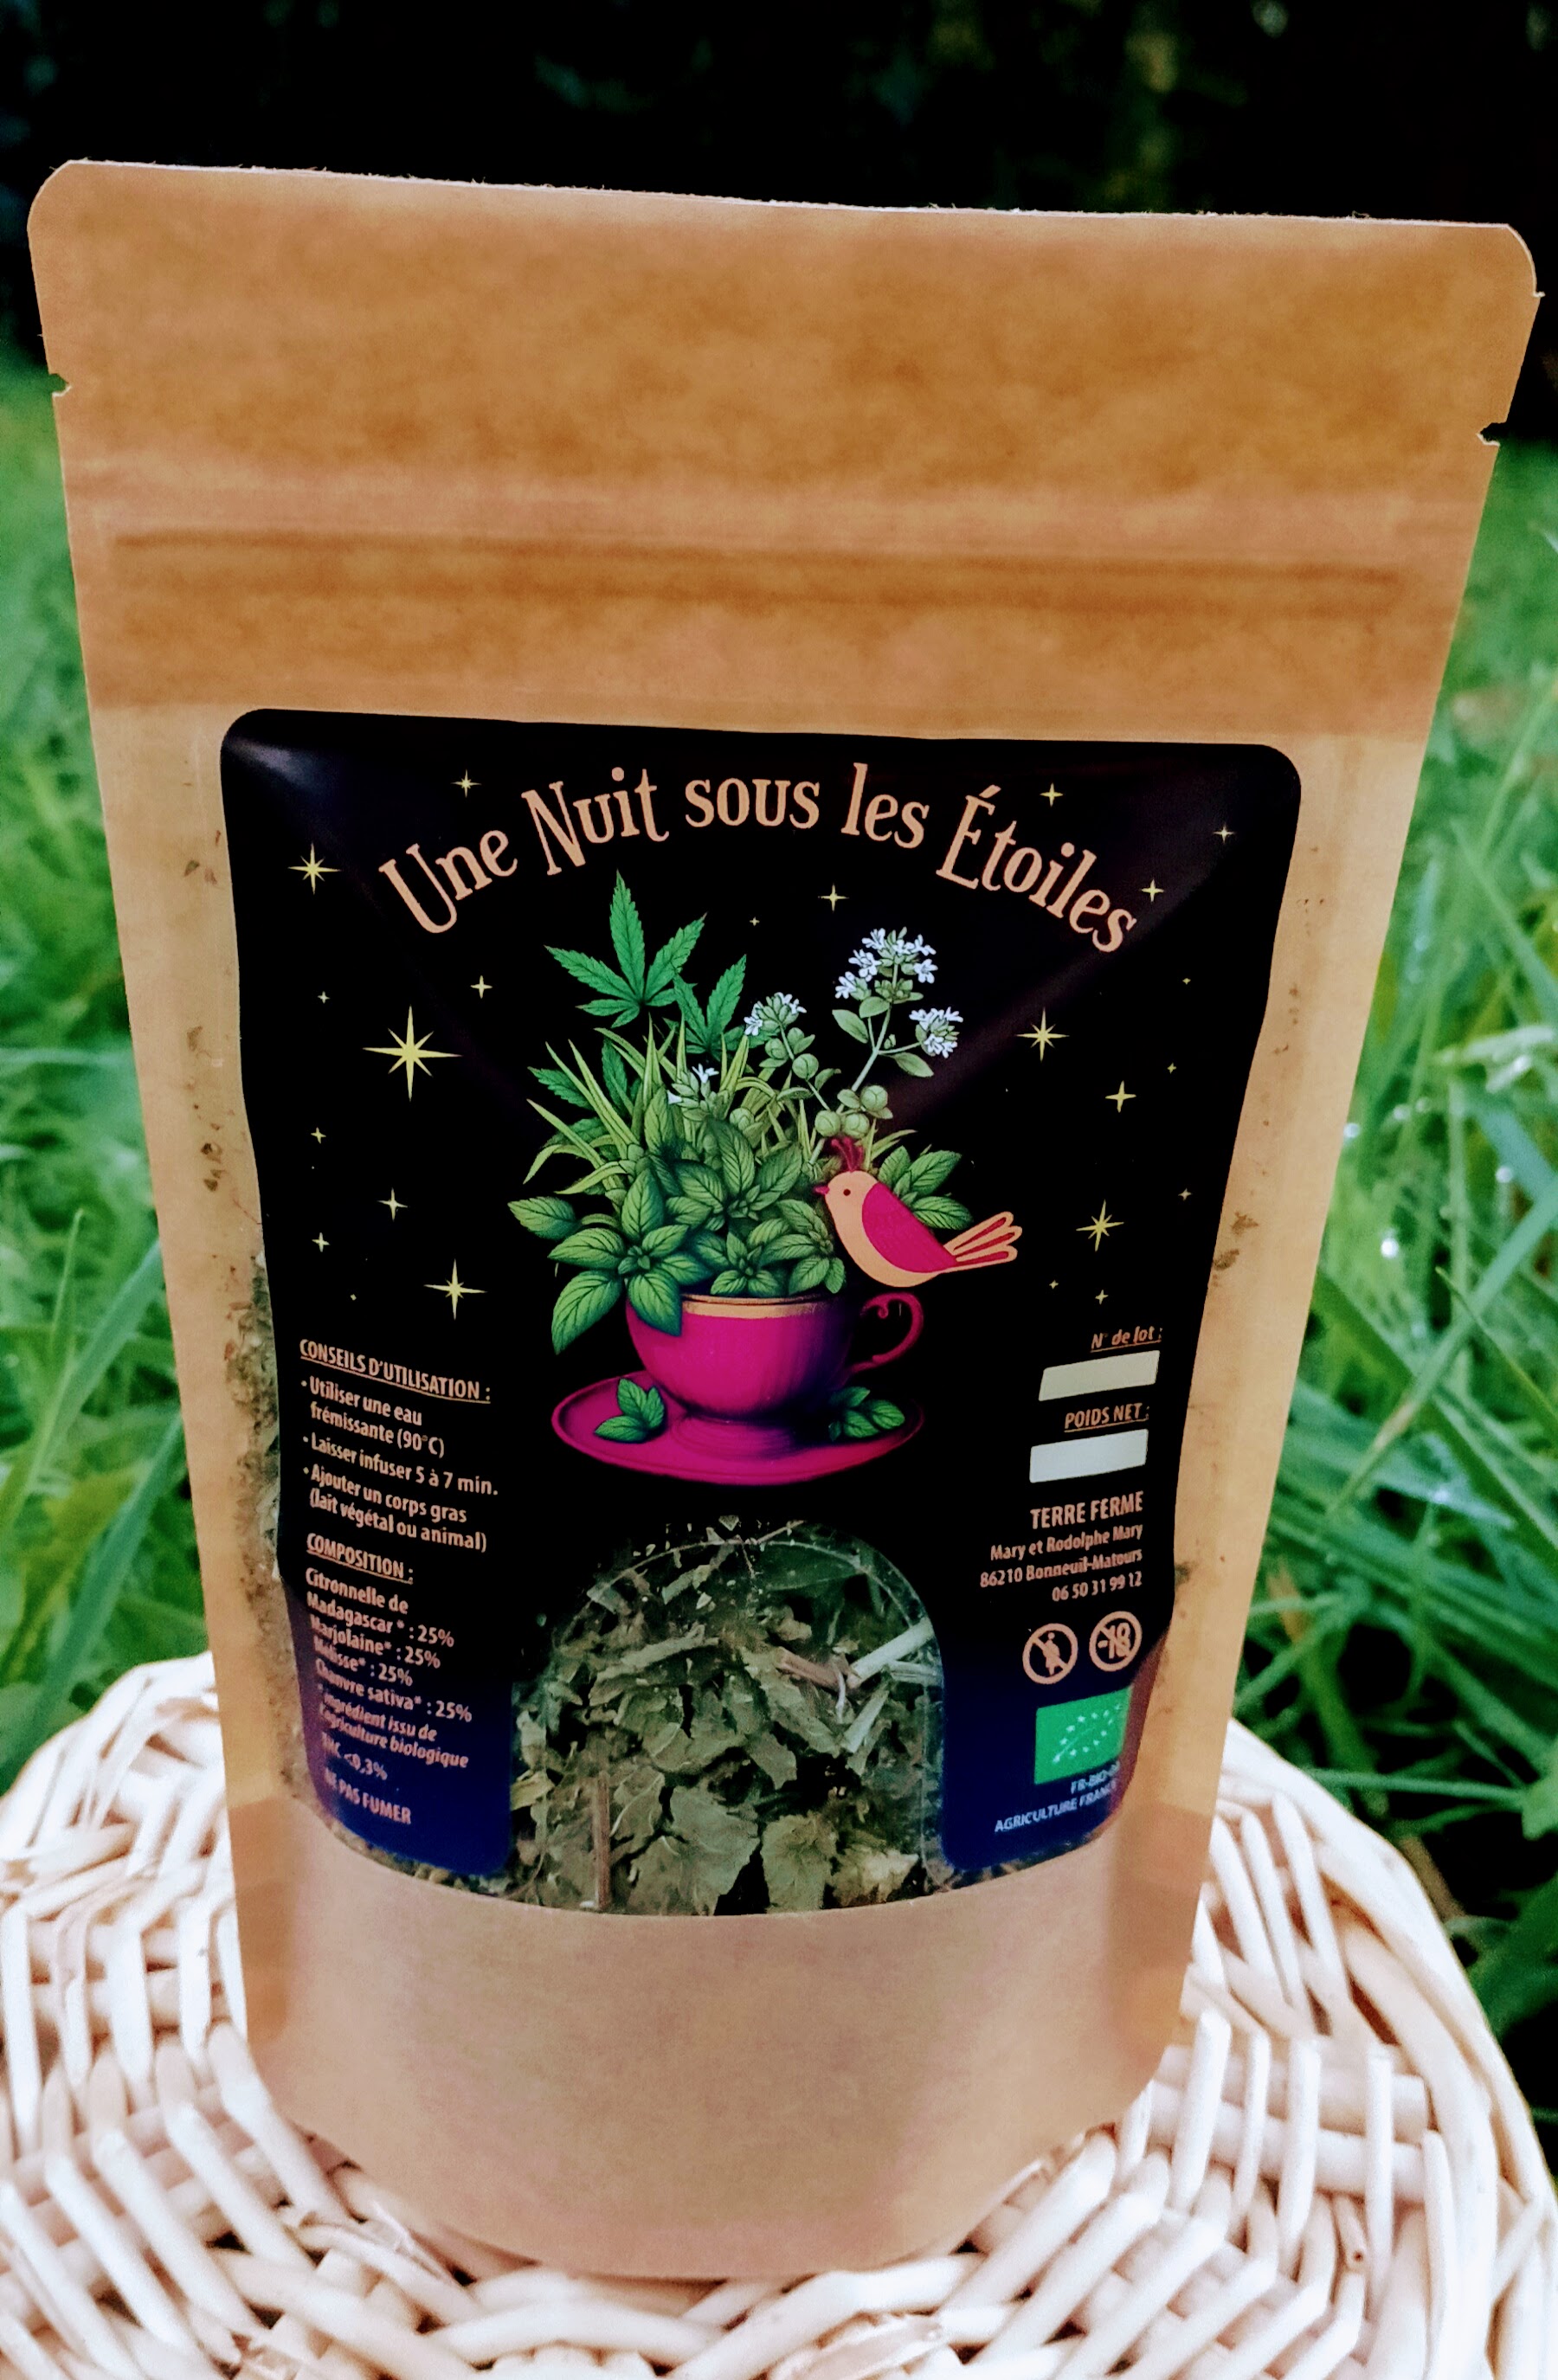 Une Nuit sous les Étoiles
CONSEILS D'UTILISATION :
• Utiliser une eau
frémissante (90°C)
• Laisser infuser 5 à 7 min.
• Ajouter un corps gras
(lait végétal ou animal)
COMPOSITION :
Citronnelle de
Madagascar * : 25%
Marjolaine* : 25%
Mélisse* : 25%
Chanvre sativa* : 25%
*Ingrédient issu de
l'agriculture biologique
THC <0,3%
NE PAS FUMER
N° de lot :
POIDS NET :
TERRE FERME
Mary et Rodolphe Mary
86210 Bonneuil-Matours
06 50 31 99 12
-18
FR-BIO-
AGRICULTURE FRANC